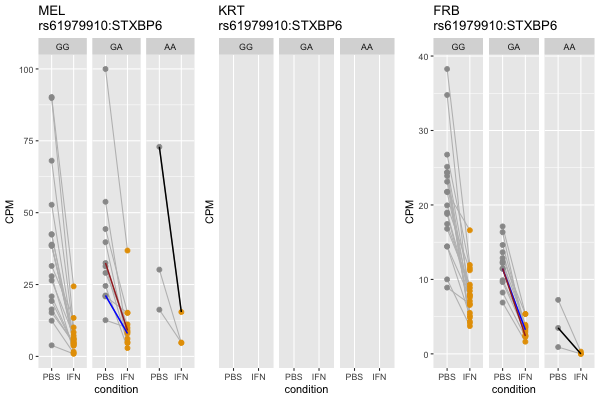 MEL
rs61979910:STXBP6
GG GA AA
100
75
50
25
0
CPM
PBS IFN PBS IFN PBS IFN
condition
KRT
rs61979910:STXBP6
GG GA AA
CPM
PBS IFN PBS IFN PBS IFN
condition
FRB
rs61979910:STXBP6
GG GA AA
40
30
20
10
0
CPM
PBS IFN PBS IFN PBS IFN
condition